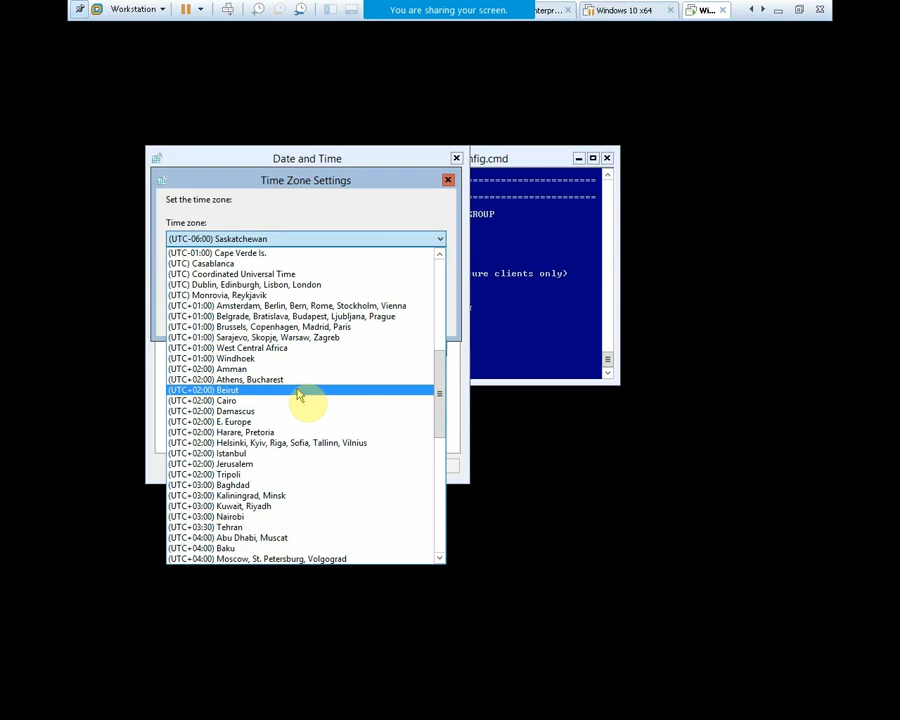 Workstation
You are sharing your screen.
terpr...
Windows 10 x64
Wi...
Date and Time
nfig.cmd
Time Zone Settings
Set the time zone:
GROUP
Time zone:
(UTC-06:00) Saskatchewan
(UTC-01:00) Cape Verde Is.
(UTC) Casablanca
(UTC) Coordinated Universal Time
ure clients only)
(UTC) Dublin, Edinburgh, Lisbon, London
(UTC) Monrovia, Reykjavik
(UTC+01:00) Amsterdam, Berlin, Bern, Rome, Stockholm, Vienna
(UTC+01:00) Belgrade, Bratislava, Budapest, Ljubljana, Prague
(UTC+01:00) Brussels, Copenhagen, Madrid, Paris
(UTC+01:00) Sarajevo, Skopje, Warsaw, Zagreb
(UTC+01:00) West Central Africa
(UTC+01:00) Windhoek
(UTC+02:00) Amman
(UTC+02:00) Athens, Bucharest
(UTC+02:00) Beirut
(UTC+02:00) Cairo
(UTC+02:00) Damascus
(UTC+02:00) E. Europe
(UTC+02:00) Harare, Pretoria
(UTC+02:00) Helsinki, Kyiv, Riga, Sofia, Tallinn, Vilnius
(UTC+02:00) Istanbul
(UTC+02:00) Jerusalem
(UTC+02:00) Tripoli
(UTC+03:00) Baghdad
(UTC+03:00) Kaliningrad, Minsk
(UTC+03:00) Kuwait, Riyadh
(UTC+03:00) Nairobi
(UTC+03:30) Tehran
(UTC+04:00) Abu Dhabi, Muscat
(UTC+04:00) Baku
(UTC+04:00) Moscow, St. Petersburg, Volgograd